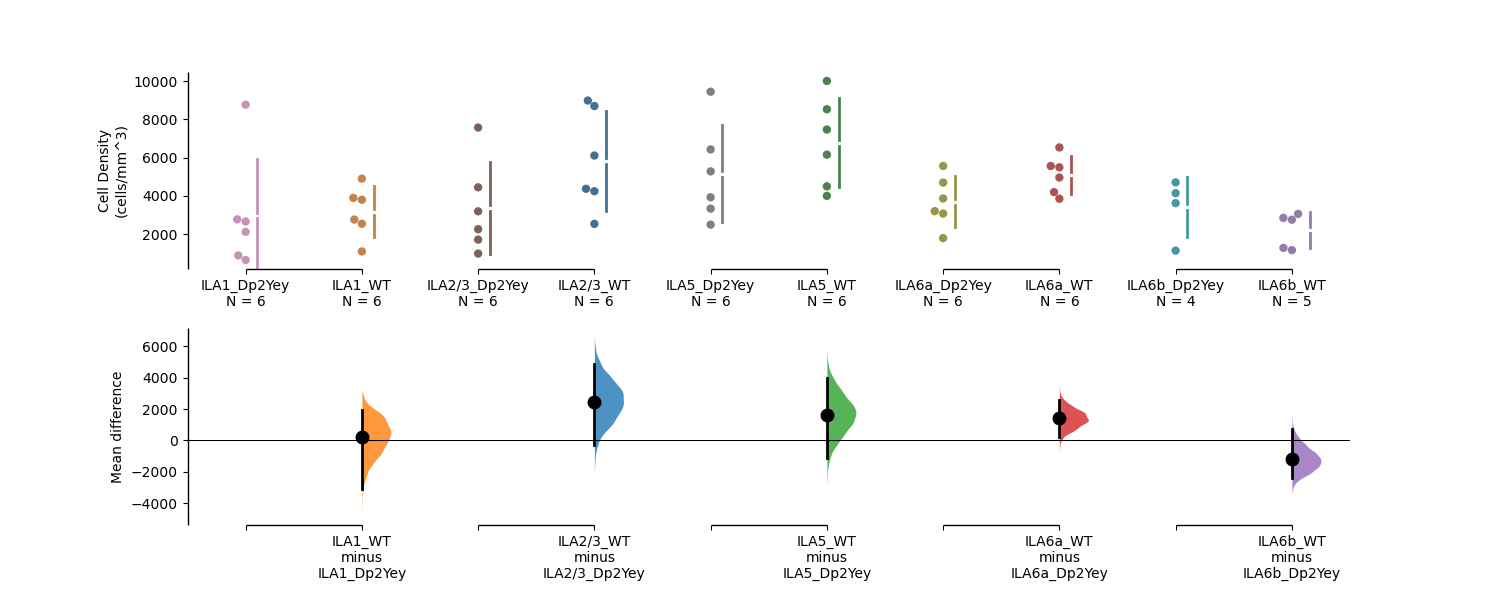 10000
8000
6000
4000
2000
Cell Density
(cells/mm^3)
ILA1_Dp2Yey
N = 6
ILA1_WT
N = 6
ILA2/3_Dp2Yey
N = 6
ILA2/3_WT
N = 6
ILA5_Dp2Yey
N = 6
ILA5_WT
N = 6
ILA6a_Dp2Yey
N = 6
ILA6a_WT
N = 6
ILA6b_Dp2Yey
N = 4
ILA6b_WT
N = 5
6000
4000
2000
0
−2000
−4000
Mean difference
ILA1_WT
minus
ILA1_Dp2Yey
ILA2/3_WT
minus
ILA2/3_Dp2Yey
ILA5_WT
minus
ILA5_Dp2Yey
ILA6a_WT
minus
ILA6a_Dp2Yey
ILA6b_WT
minus
ILA6b_Dp2Yey